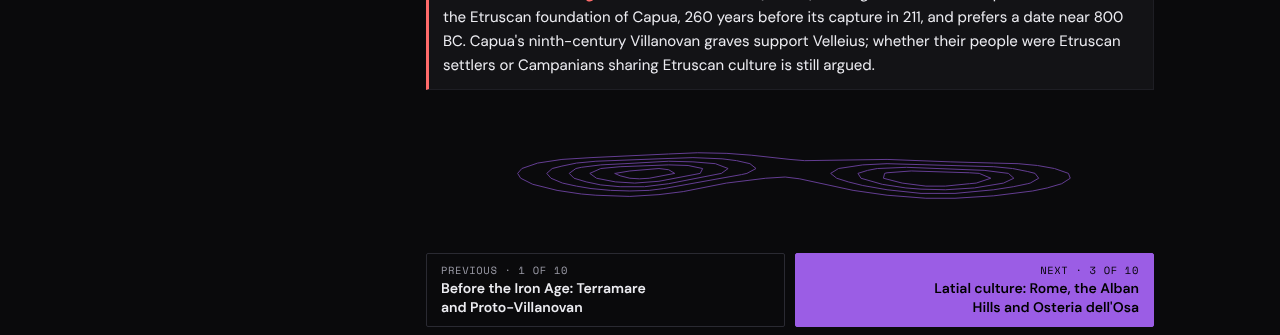 the Etruscan foundation of Capua, 260 years before its capture in 211, and prefers a date near 800
BC. Capua's ninth-century Villanovan graves support Velleius; whether their people were Etruscan
settlers or Campanians sharing Etruscan culture is still argued.
PREVIOUS · 1 OF 10
Before the Iron Age: Terramare
and Proto-Villanovan
NEXT · 3 OF 10
Latial culture: Rome, the Alban
Hills and Osteria dell'Osa